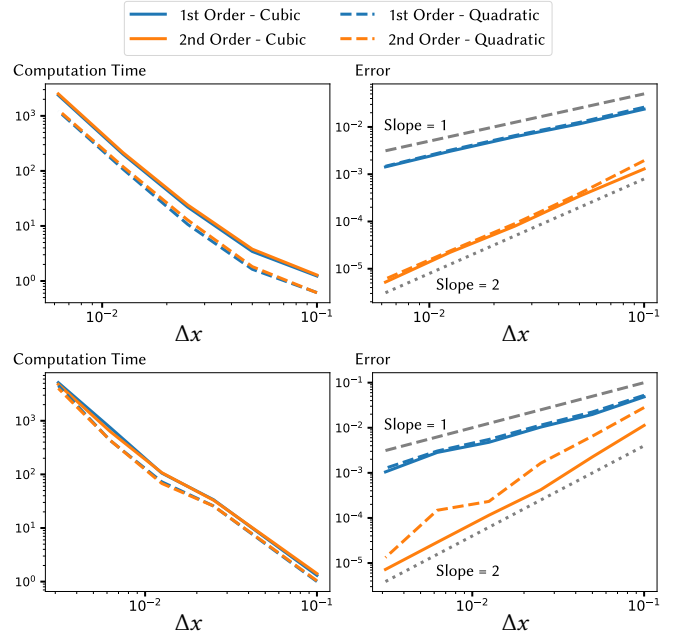 1st Order - Cubic
1st Order - Quadratic
2nd Order - Cubic
2nd Order - Quadratic
Computation Time
Error
10³
10²
10¹
10⁰
10⁻²
10⁻¹
Δx
10⁻²
10⁻³
10⁻⁴
10⁻⁵
Slope = 1
Slope = 2
10⁻²
10⁻¹
Δx
Computation Time
Error
10³
10²
10¹
10⁰
10⁻²
10⁻¹
Δx
10⁻¹
10⁻²
10⁻³
10⁻⁴
10⁻⁵
Slope = 1
Slope = 2
10⁻²
10⁻¹
Δx